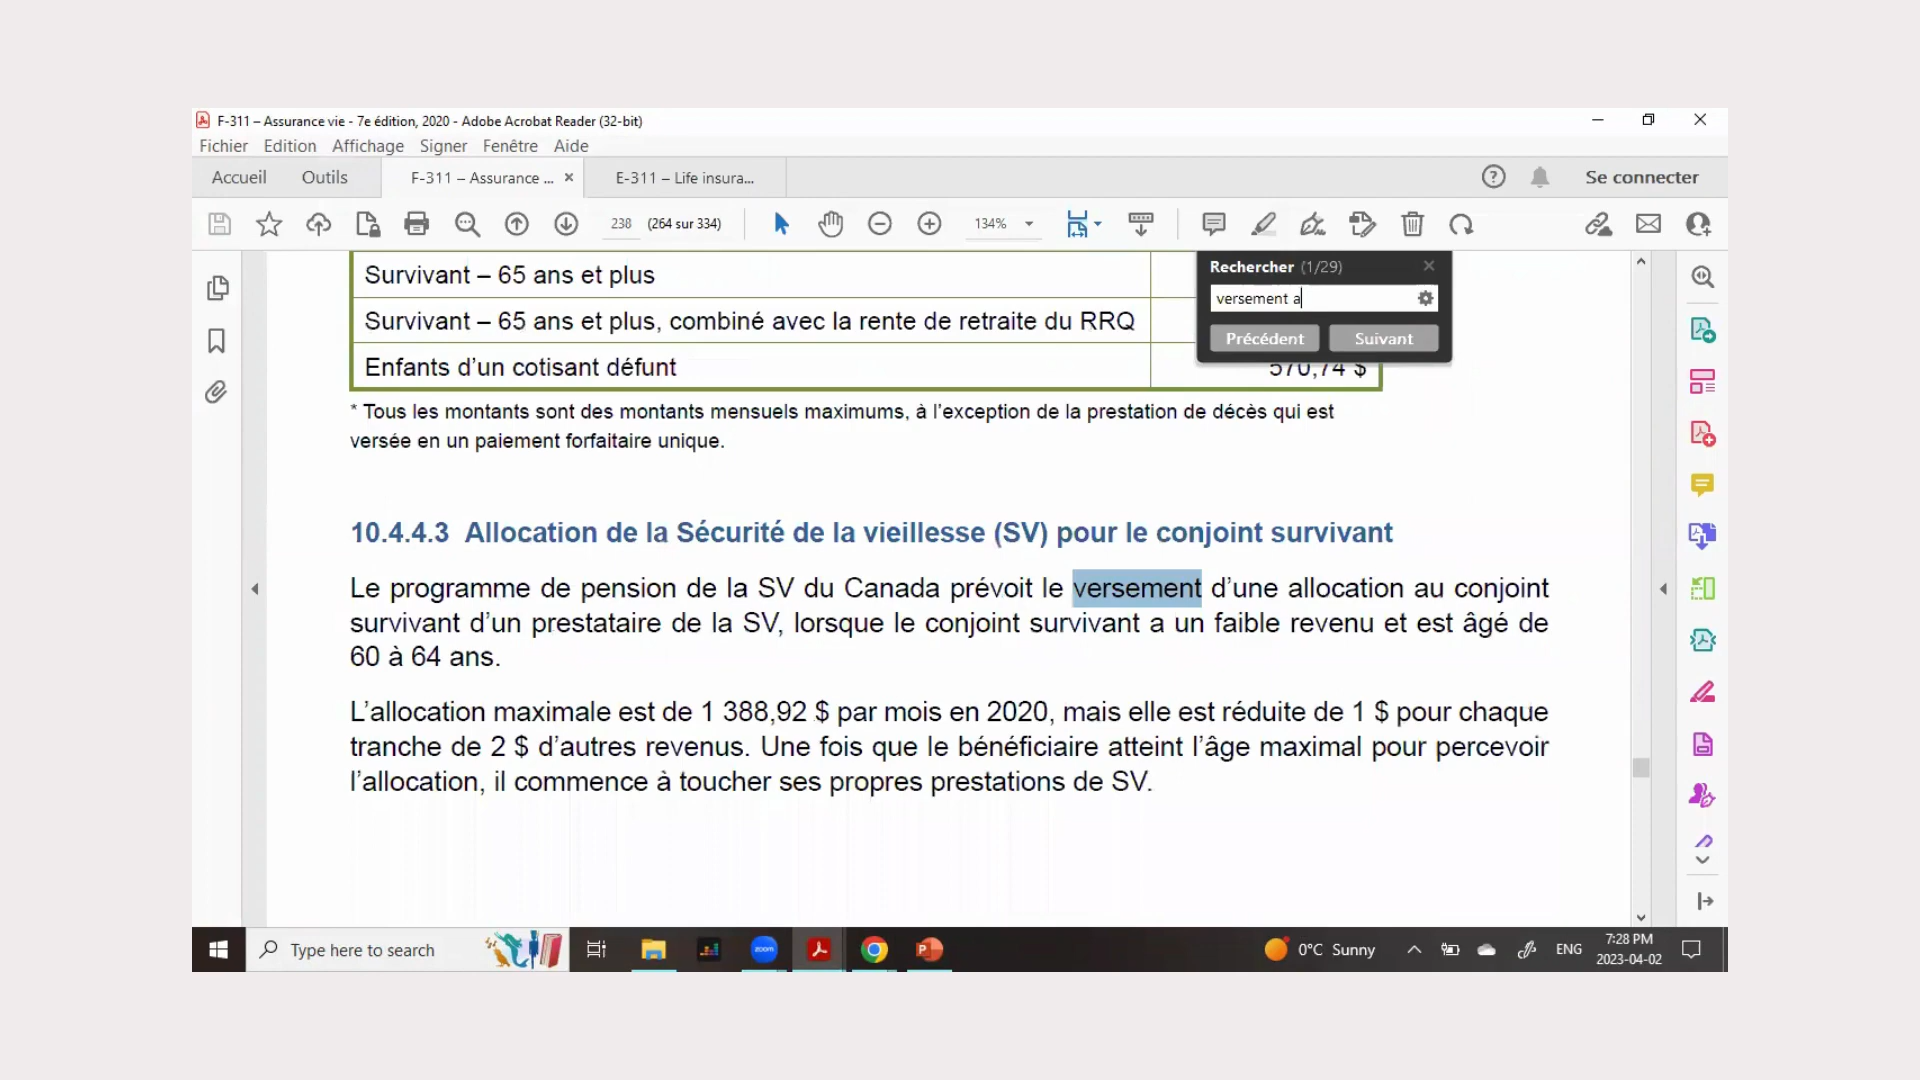 F-311 – Assurance vie - 7e édition, 2020 - Adobe Acrobat Reader (32-bit)
Fichier Edition Affichage Signer Fenêtre Aide
Accueil Outils F-311 – Assurance ... × E-311 – Life insura... Se connecter
238 (264 sur 334) 134%
Rechercher (1/29)
versement a
Précédent Suivant
Survivant – 65 ans et plus
Survivant – 65 ans et plus, combiné avec la rente de retraite du RRQ
Enfants d’un cotisant défunt 570,74 $
* Tous les montants sont des montants mensuels maximums, à l’exception de la prestation de décès qui est
versée en un paiement forfaitaire unique.
10.4.4.3 Allocation de la Sécurité de la vieillesse (SV) pour le conjoint survivant
Le programme de pension de la SV du Canada prévoit le versement d’une allocation au conjoint
survivant d’un prestataire de la SV, lorsque le conjoint survivant a un faible revenu et est âgé de
60 à 64 ans.
L’allocation maximale est de 1 388,92 $ par mois en 2020, mais elle est réduite de 1 $ pour chaque
tranche de 2 $ d’autres revenus. Une fois que le bénéficiaire atteint l’âge maximal pour percevoir
l’allocation, il commence à toucher ses propres prestations de SV.
Type here to search zoom 0°C Sunny ENG 7:28 PM
2023-04-02